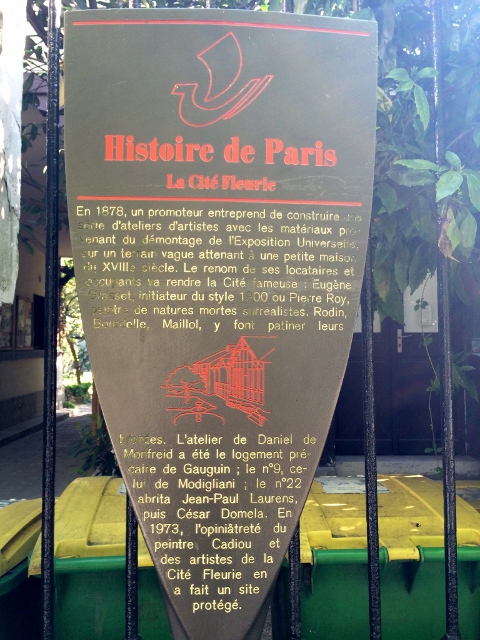 Histoire de Paris
La Cité Fleurie
En 1878, un promoteur entreprend de construire une
série d'ateliers d'artistes avec les matériaux pro-
venant du démontage de l'Exposition Universelle,
sur un terrain vague attenant à une petite maison
du XVIIIe siècle. Le renom de ses locataires et
occupants va rendre la Cité fameuse : Eugène
Grasset, initiateur du style 1900 ou Pierre Roy,
peintre de natures mortes surréalistes. Rodin,
Bourdelle, Maillol, y font patiner leurs
bronzes. L'atelier de Daniel de
Monfreid a été le logement pré-
caire de Gauguin ; le n°9, ce-
lui de Modigliani ; le n°22
abrita Jean-Paul Laurens,
puis César Domela. En
1973, l'opiniâtreté du
peintre Cadiou et
des artistes de la
Cité Fleurie en
a fait un site
protégé.